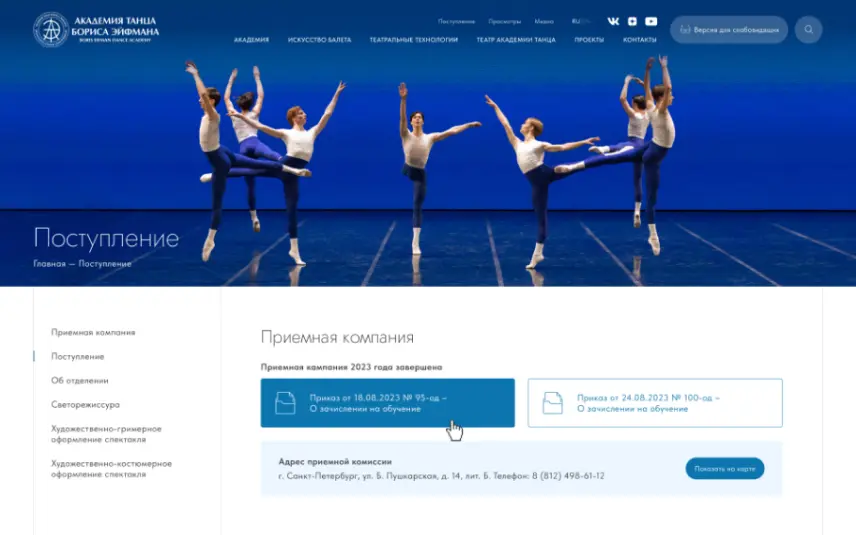 АКАДЕМИЯ ТАНЦА
БОРИСА ЭЙФМАНА
BORIS EIFMAN DANCE ACADEMY
Поступление Просмотры Медиа RU EN
Версия для слабовидящих
АКАДЕМИЯ ИСКУССТВО БАЛЕТА ТЕАТРАЛЬНЫЕ ТЕХНОЛОГИИ ТЕАТР АКАДЕМИИ ТАНЦА ПРОЕКТЫ КОНТАКТЫ
Поступление
Главная — Поступление
Приемная кампания
Поступление
Об отделении
Светорежиссура
Художественно-гримерное
оформление спектакля
Художественно-костюмерное
оформление спектакля
Приемная компания
Приемная кампания 2023 года завершена
Приказ от 18.08.2023 № 95-од –
О зачислении на обучение
Приказ от 24.08.2023 № 100-од –
О зачислении на обучение
Адрес приемной комиссии
г. Санкт-Петербург, ул. Б. Пушкарская, д. 14, лит. Б. Телефон: 8 (812) 498-61-12
Показать на карте